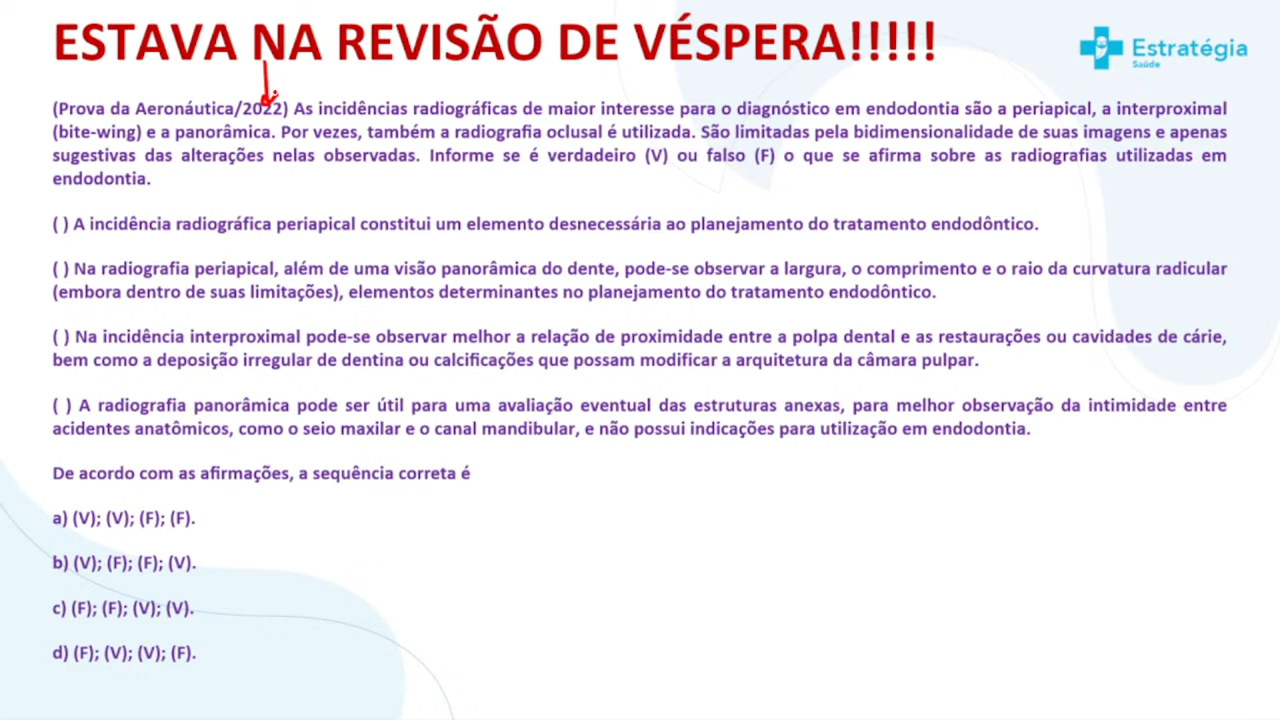 ESTAVA NA REVISÃO DE VÉSPERA!!!!!
Estratégia
Saúde
(Prova da Aeronáutica/2022) As incidências radiográficas de maior interesse para o diagnóstico em endodontia são a periapical, a interproximal
(bite-wing) e a panorâmica. Por vezes, também a radiografia oclusal é utilizada. São limitadas pela bidimensionalidade de suas imagens e apenas
sugestivas das alterações nelas observadas. Informe se é verdadeiro (V) ou falso (F) o que se afirma sobre as radiografias utilizadas em
endodontia.
( ) A incidência radiográfica periapical constitui um elemento desnecessária ao planejamento do tratamento endodôntico.
( ) Na radiografia periapical, além de uma visão panorâmica do dente, pode-se observar a largura, o comprimento e o raio da curvatura radicular
(embora dentro de suas limitações), elementos determinantes no planejamento do tratamento endodôntico.
( ) Na incidência interproximal pode-se observar melhor a relação de proximidade entre a polpa dental e as restaurações ou cavidades de cárie,
bem como a deposição irregular de dentina ou calcificações que possam modificar a arquitetura da câmara pulpar.
( ) A radiografia panorâmica pode ser útil para uma avaliação eventual das estruturas anexas, para melhor observação da intimidade entre
acidentes anatômicos, como o seio maxilar e o canal mandibular, e não possui indicações para utilização em endodontia.
De acordo com as afirmações, a sequência correta é
a) (V); (V); (F); (F).
b) (V); (F); (F); (V).
c) (F); (F); (V); (V).
d) (F); (V); (V); (F).